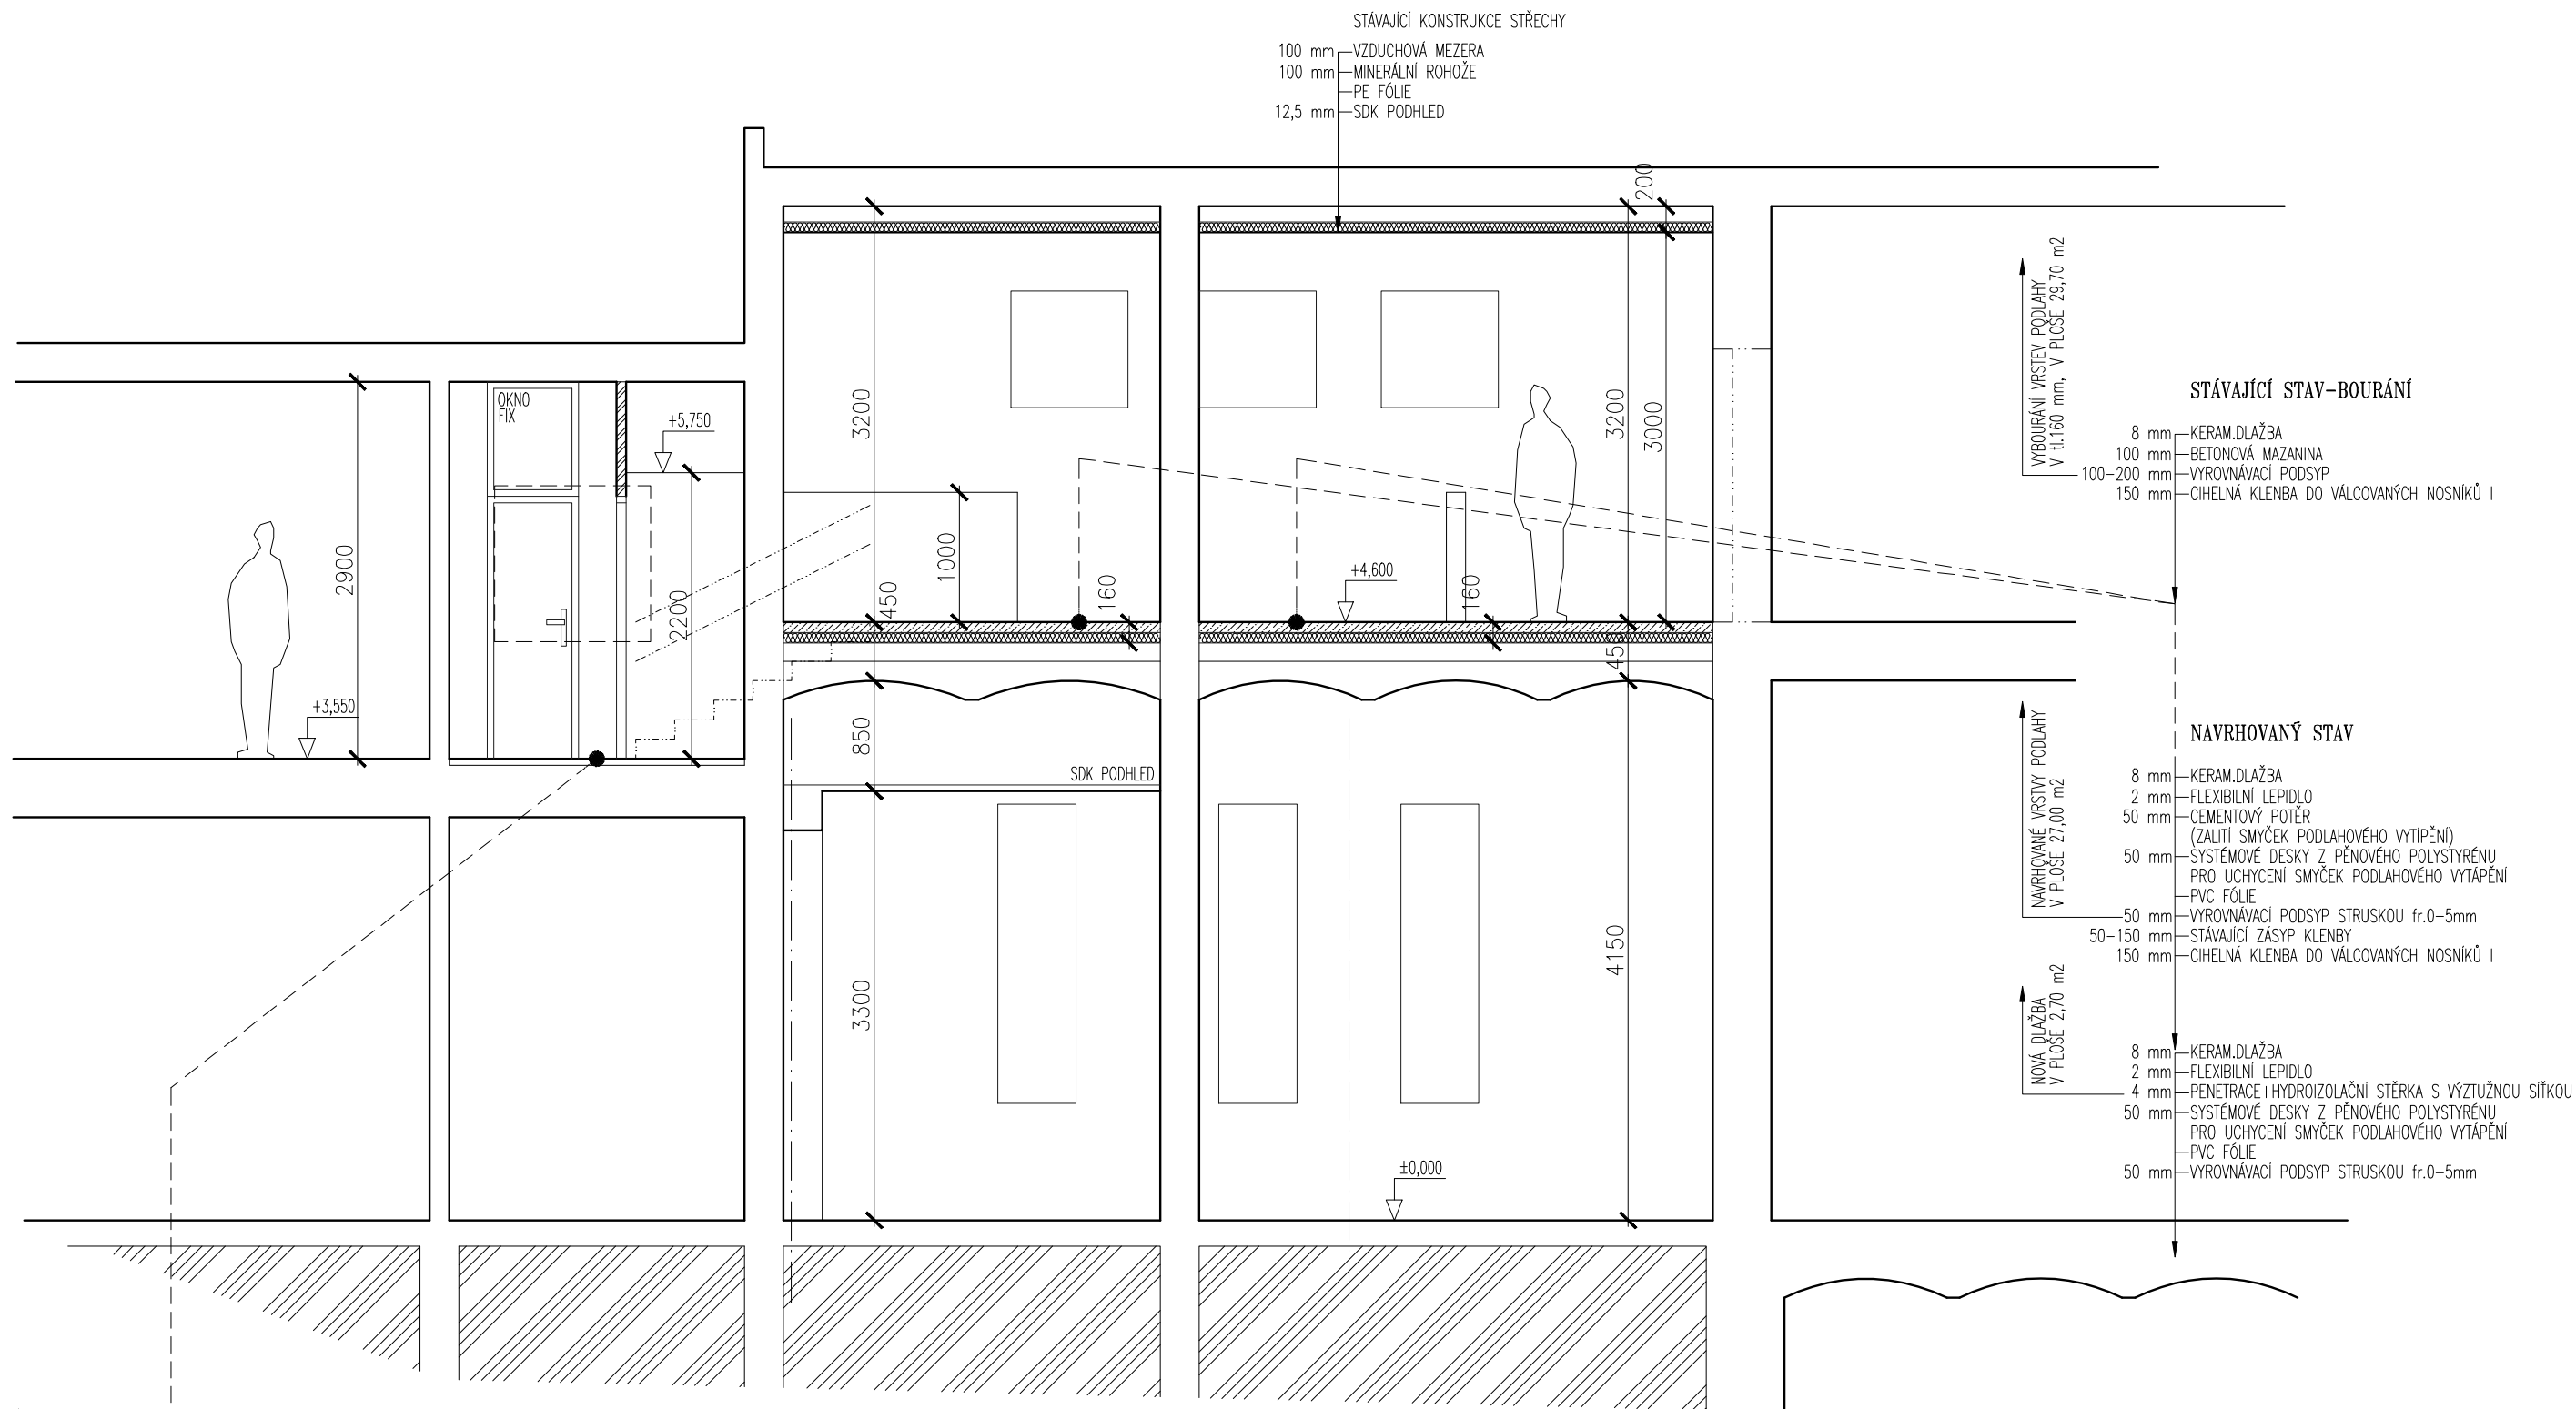 STÁVAJÍCÍ KONSTRUKCE STŘECHY
100 mm VZDUCHOVÁ MEZERA
100 mm MINERÁLNÍ ROHOŽE
PE FÓLIE
12,5 mm SDK PODHLED
200
OKNO
FIX
+5,750
2900
+3,550
2200
3200
450
1000
160
3200
3000
+4,600
160
450
850
SDK PODHLED
3300
4150
±0,000
VYBOURÁNÍ VRSTEV PODLAHY
V tl.160 mm, V PLOŠE 29,70 m2
STÁVAJÍCÍ STAV-BOURÁNÍ
8 mm KERAM.DLAŽBA
100 mm BETONOVÁ MAZANINA
100-200 mm VYROVNÁVACÍ PODSYP
150 mm CIHELNÁ KLENBA DO VÁLCOVANÝCH NOSNÍKŮ I
NAVRHOVANÉ VRSTVY PODLAHY
V PLOŠE 27,00 m2
NAVRHOVANÝ STAV
8 mm KERAM.DLAŽBA
2 mm FLEXIBILNÍ LEPIDLO
50 mm CEMENTOVÝ POTĚR
(ZALITÍ SMYČEK PODLAHOVÉHO VYTÍPĚNÍ)
50 mm SYSTÉMOVÉ DESKY Z PĚNOVÉHO POLYSTYRÉNU
PRO UCHYCENÍ SMYČEK PODLAHOVÉHO VYTÁPĚNÍ
PVC FÓLIE
50 mm VYROVNÁVACÍ PODSYP STRUSKOU fr.0-5mm
50-150 mm STÁVAJÍCÍ ZÁSYP KLENBY
150 mm CIHELNÁ KLENBA DO VÁLCOVANÝCH NOSNÍKŮ I
NOVÁ DLAŽBA
V PLOŠE 2,70 m2
8 mm KERAM.DLAŽBA
2 mm FLEXIBILNÍ LEPIDLO
4 mm PENETRACE+HYDROIZOLAČNÍ STĚRKA S VÝZTUŽNOU SÍŤKOU
50 mm SYSTÉMOVÉ DESKY Z PĚNOVÉHO POLYSTYRÉNU
PRO UCHYCENÍ SMYČEK PODLAHOVÉHO VYTÁPĚNÍ
PVC FÓLIE
50 mm VYROVNÁVACÍ PODSYP STRUSKOU fr.0-5mm